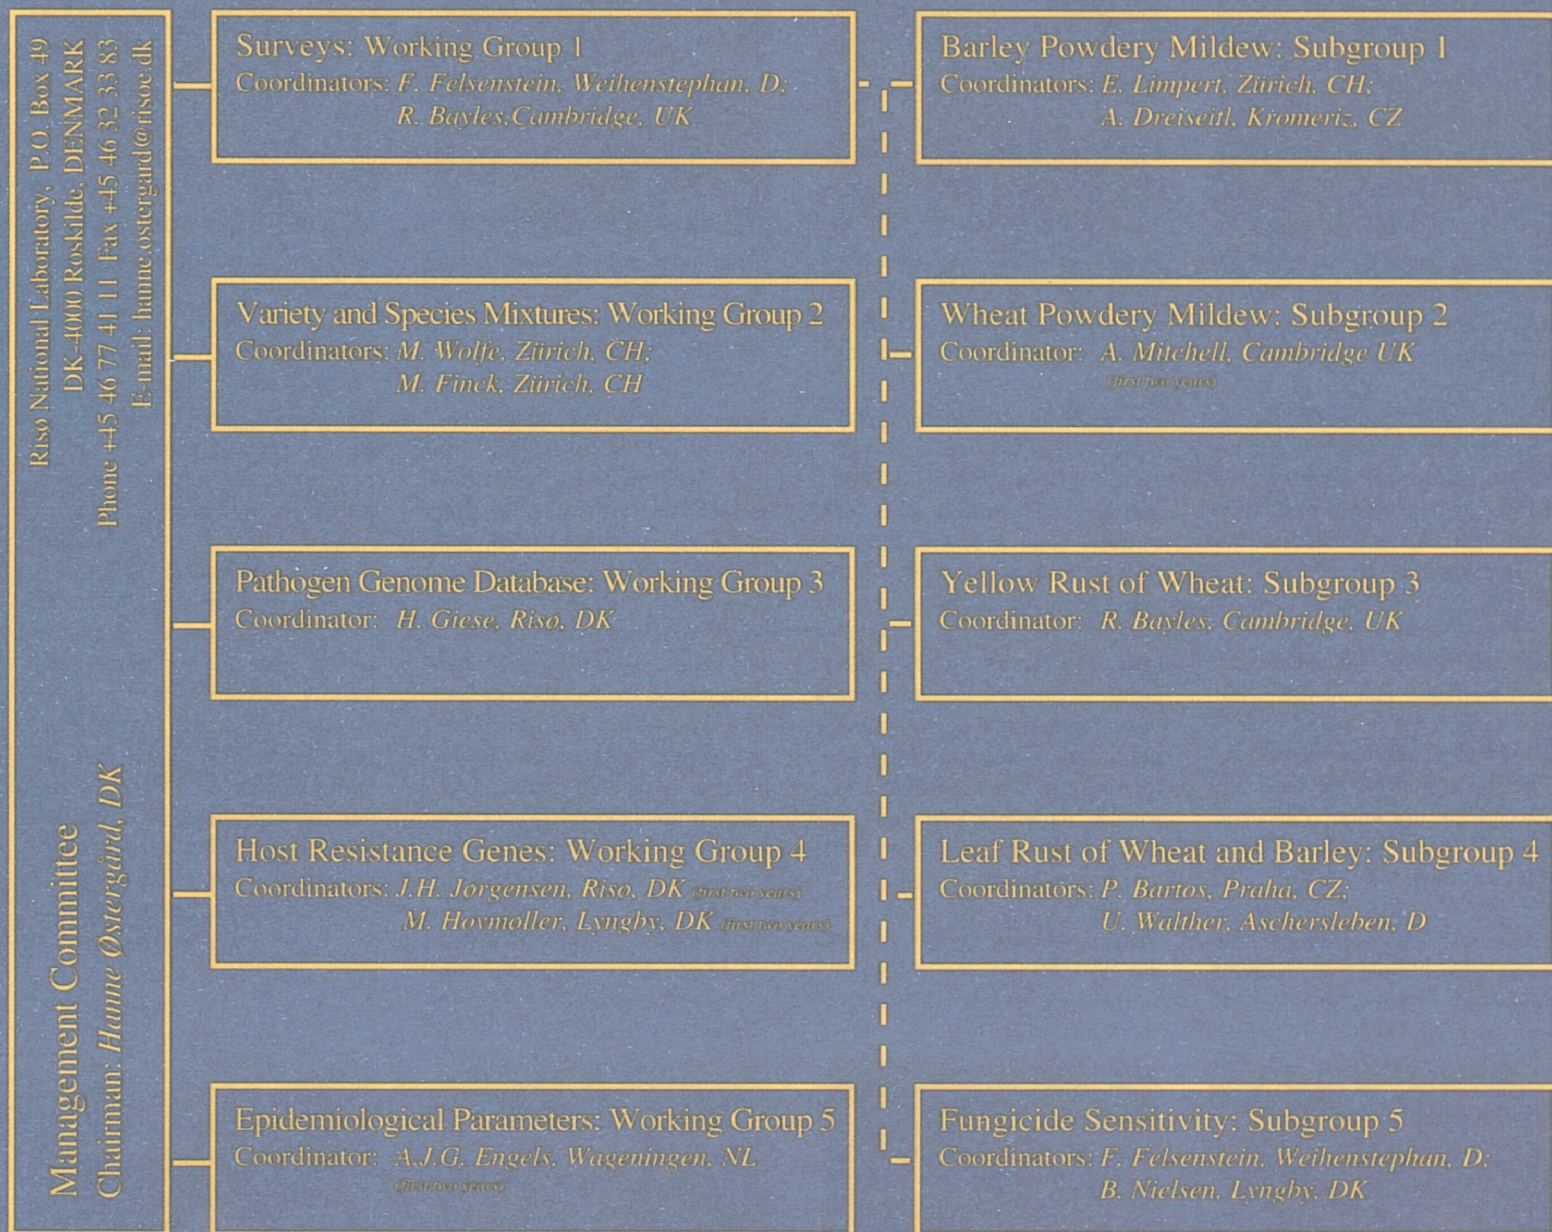 Management Committee
Chairman: Hanne Østergård, DK
Risø National Laboratory, P.O. Box 49
DK-4000 Roskilde, DENMARK
Phone +45 46 77 41 11 Fax +45 46 32 33 83
E-mail: hanne.ostergard@risoe.dk
Surveys: Working Group 1
Coordinators: F. Felsenstein, Weihenstephan, D;
R. Bayles,Cambridge, UK
Variety and Species Mixtures: Working Group 2
Coordinators: M. Wolfe, Zürich, CH;
M. Finck, Zürich, CH
Pathogen Genome Database: Working Group 3
Coordinator: H. Giese, Risø, DK
Host Resistance Genes: Working Group 4
Coordinators: J.H. Jørgensen, Risø, DK (first two years)
M. Hovmøller, Lyngby, DK (first two years)
Epidemiological Parameters: Working Group 5
Coordinator: A.J.G. Engels, Wageningen, NL
(first two years)
Barley Powdery Mildew: Subgroup 1
Coordinators: E. Limpert, Zürich, CH;
A. Dreiseitl, Kromeriz, CZ
Wheat Powdery Mildew: Subgroup 2
Coordinator: A. Mitchell, Cambridge UK
(first two years)
Yellow Rust of Wheat: Subgroup 3
Coordinator: R. Bayles, Cambridge, UK
Leaf Rust of Wheat and Barley: Subgroup 4
Coordinators: P. Bartos, Praha, CZ;
U. Walther, Aschersleben, D
Fungicide Sensitivity: Subgroup 5
Coordinators: F. Felsenstein, Weihenstephan, D;
B. Nielsen, Lyngby, DK